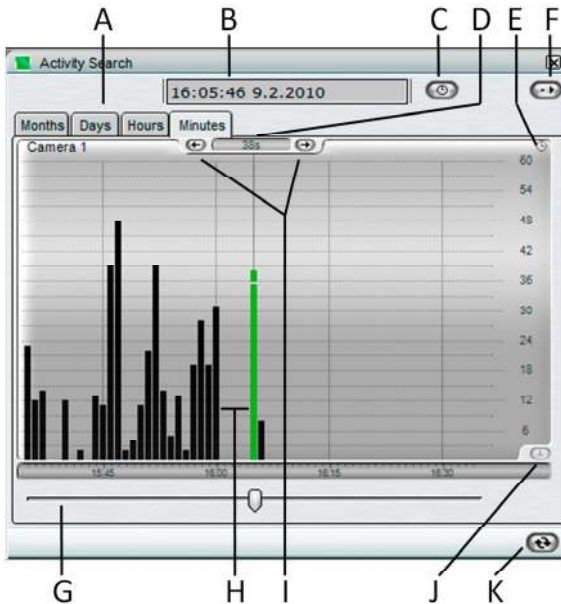 A B C D E F
Activity Search
16:05:46 9.2.2010
Months Days Hours Minutes
Camera 1
38s
60
54
48
42
36
30
24
18
12
6
15:45 16:00 16:15 16:30
G H I J K